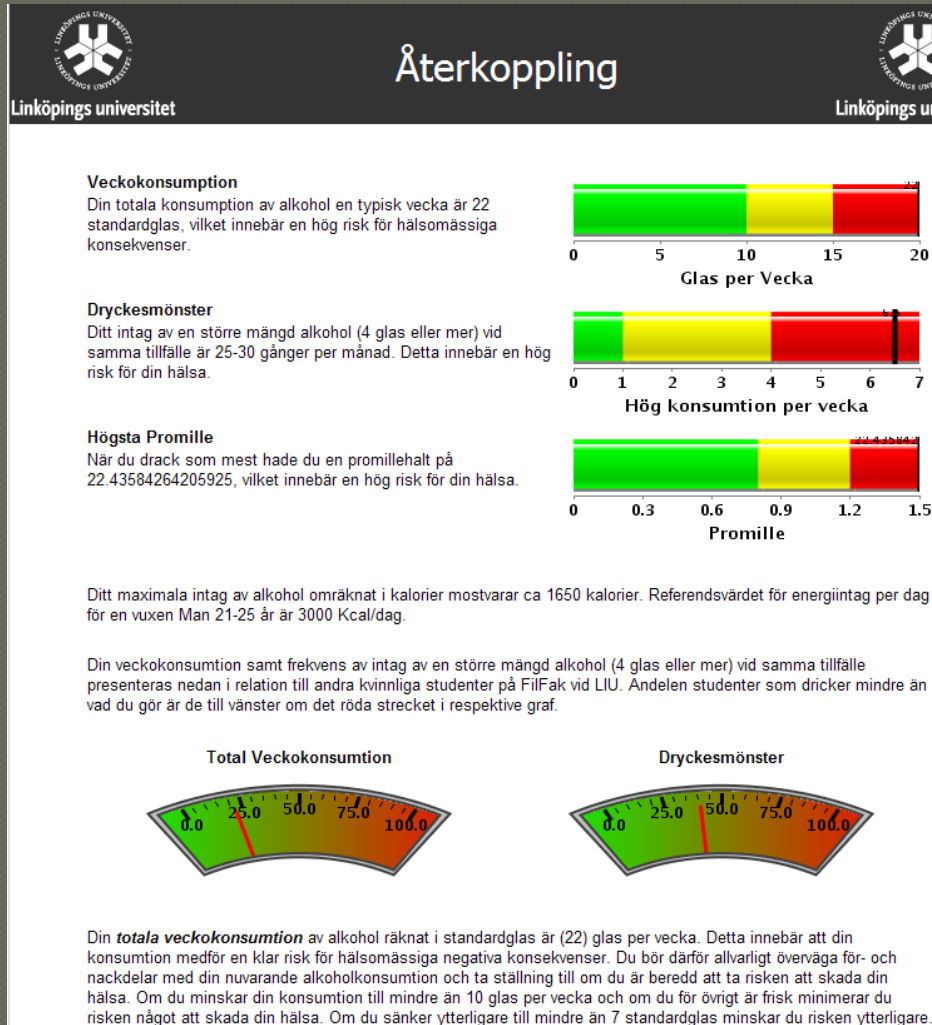 LINKÖPINGS UNIVERSITET
Linköpings universitet
Återkoppling
Linköpings
Veckokonsumption
Din totala konsumption av alkohol en typisk vecka är 22
standardglas, vilket innebär en hög risk för hälsomässiga
konsekvenser.
22
0 5 10 15 20
Glas per Vecka
Dryckesmönster
Ditt intag av en större mängd alkohol (4 glas eller mer) vid
samma tillfälle är 25-30 gånger per månad. Detta innebär en hög
risk för din hälsa.
0 1 2 3 4 5 6 7
Hög konsumtion per vecka
Högsta Promille
När du drack som mest hade du en promillehalt på
22.43584264205925, vilket innebär en hög risk för din hälsa.
22.435842
0 0.3 0.6 0.9 1.2 1.5
Promille
Ditt maximala intag av alkohol omräknat i kalorier mostvarar ca 1650 kalorier. Referendsvärdet för energiintag per dag
för en vuxen Man 21-25 år är 3000 Kcal/dag.
Din veckokonsumtion samt frekvens av intag av en större mängd alkohol (4 glas eller mer) vid samma tillfälle
presenteras nedan i relation till andra kvinnliga studenter på FilFak vid LIU. Andelen studenter som dricker mindre än
vad du gör är de till vänster om det röda strecket i respektive graf.
Total Veckokonsumtion
0.0 25.0 50.0 75.0 100.0
Dryckesmönster
0.0 25.0 50.0 75.0 100.0
Din totala veckokonsumtion av alkohol räknat i standardglas är (22) glas per vecka. Detta innebär att din
konsumtion medför en klar risk för hälsomässiga negativa konsekvenser. Du bör därför allvarligt överväga för- och
nackdelar med din nuvarande alkoholkonsumtion och ta ställning till om du är beredd att ta risken att skada din
hälsa. Om du minskar din konsumtion till mindre än 10 glas per vecka och om du för övrigt är frisk minimerar du
risken något att skada din hälsa. Om du sänker ytterligare till mindre än 7 standardglas minskar du risken ytterligare.